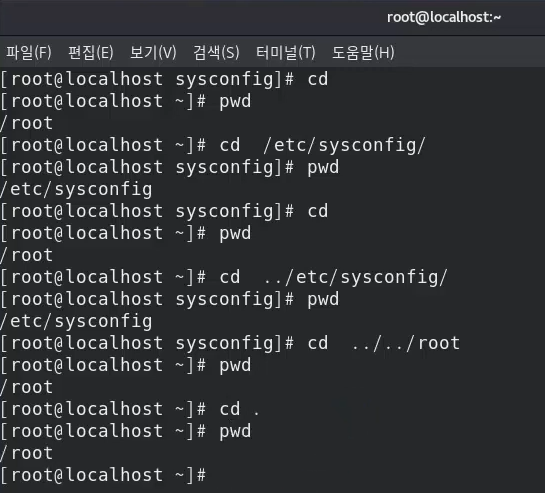 root@localhost:~
파일(F) 편집(E) 보기(V) 검색(S) 터미널(T) 도움말(H)
[root@localhost sysconfig]# cd
[root@localhost ~]# pwd
/root
[root@localhost ~]# cd  /etc/sysconfig/
[root@localhost sysconfig]# pwd
/etc/sysconfig
[root@localhost sysconfig]# cd
[root@localhost ~]# pwd
/root
[root@localhost ~]# cd  ../etc/sysconfig/
[root@localhost sysconfig]# pwd
/etc/sysconfig
[root@localhost sysconfig]# cd  ../../root
[root@localhost ~]# pwd
/root
[root@localhost ~]# cd .
[root@localhost ~]# pwd
/root
[root@localhost ~]#